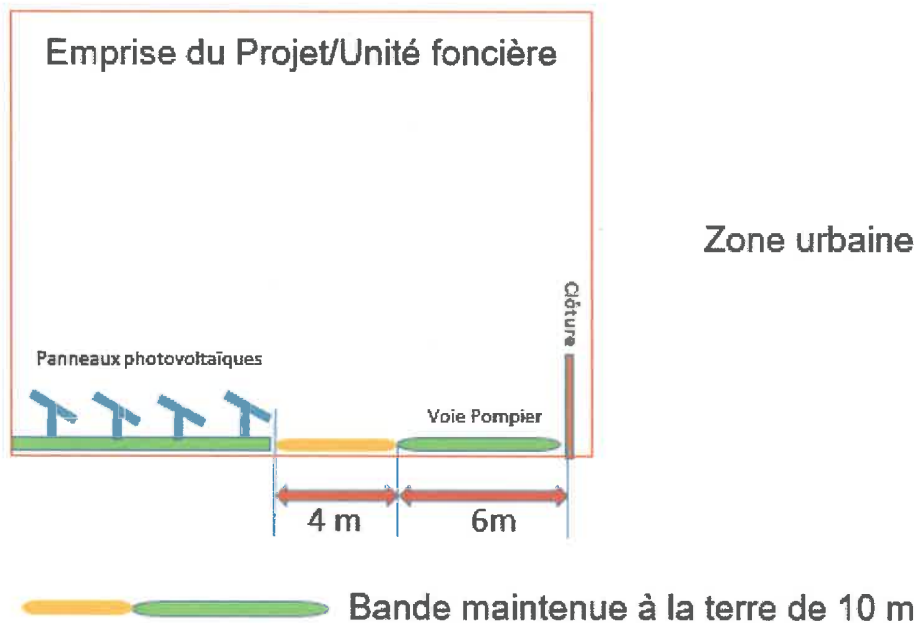 Emprise du Projet/Unité foncière
Zone urbaine
Clôture
Panneaux photovoltaïques
Voie Pompier
4 m
6m
Bande maintenue à la terre de 10 m